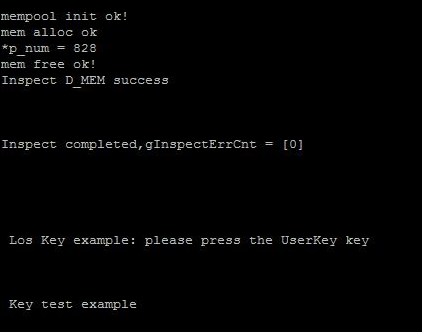 mempool init ok!
mem alloc ok
*p_num = 828
mem free ok!
Inspect D_MEM success
Inspect completed,gInspectErrCnt = [0]
Los Key example: please press the UserKey key
Key test example